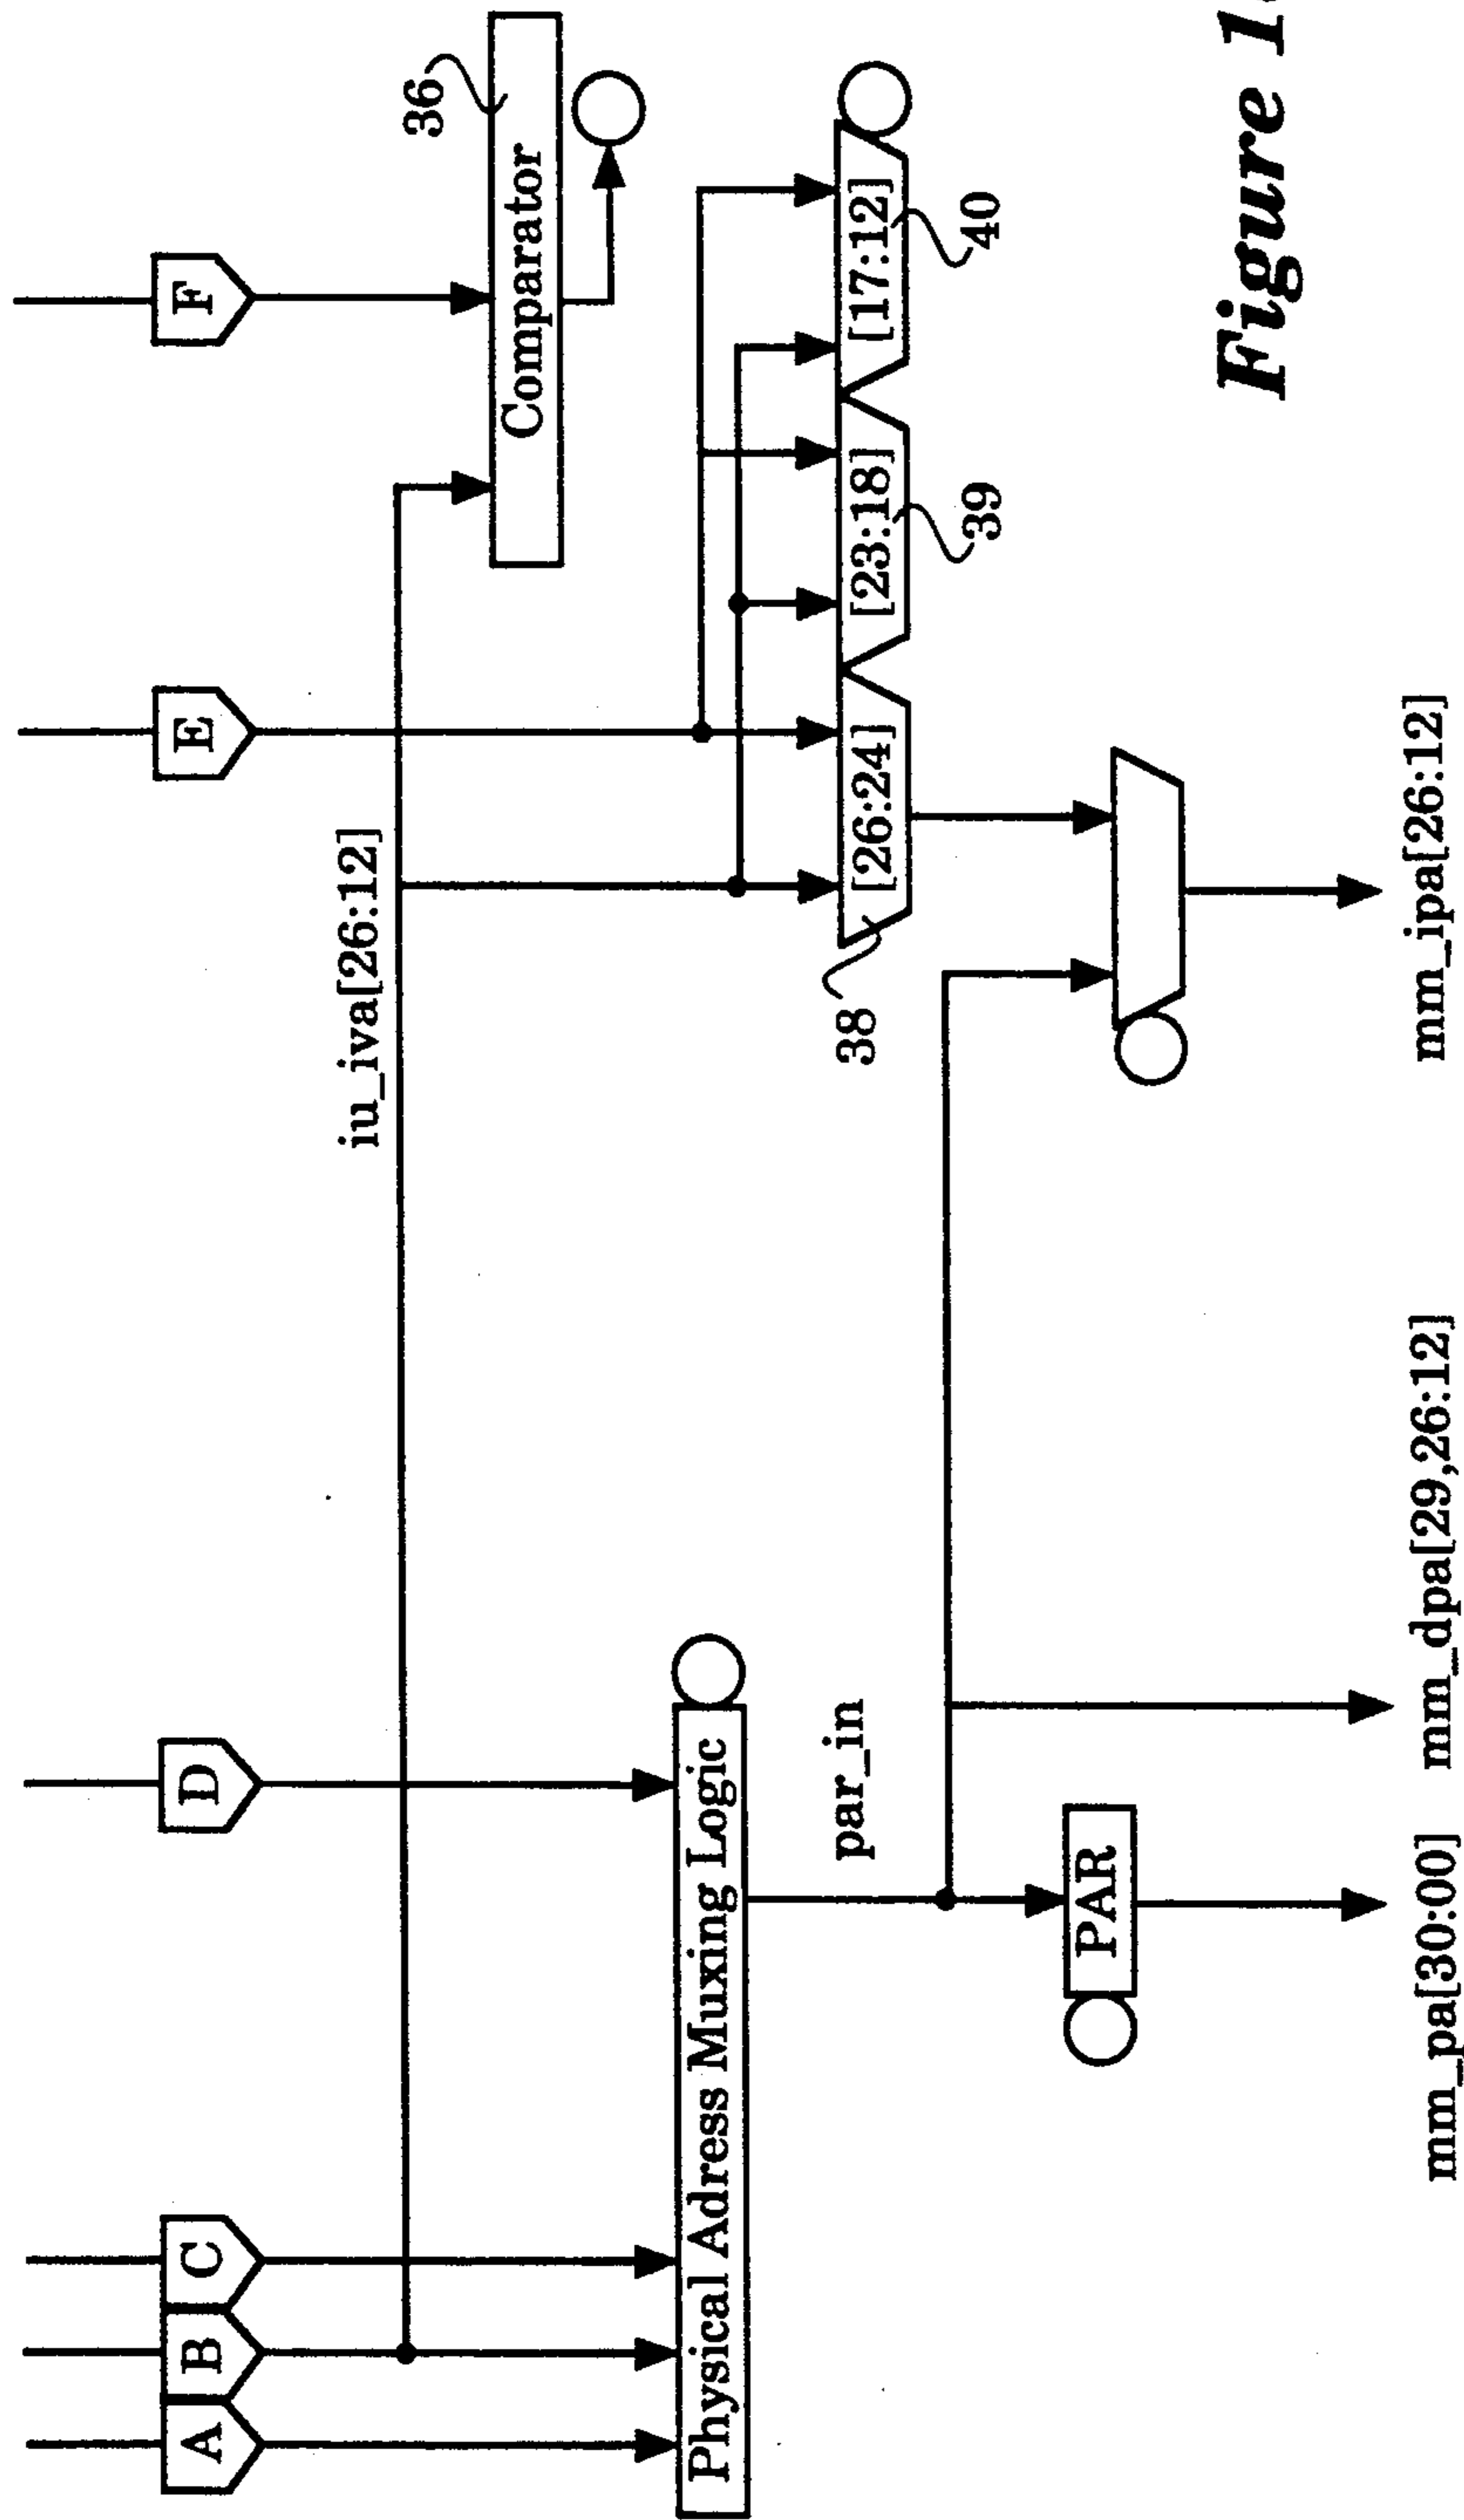 A
B
C
D
E
F
iu_iva[26:12]
36
Comparator
Physical Adress Muxing Logic
par_in
[26:24]
[23:18]
[17:12]
38
39
40
PAR
mm_pa[30:00]
mm_dpa[29,26:12]
mm_ipa[26:12]
Figure